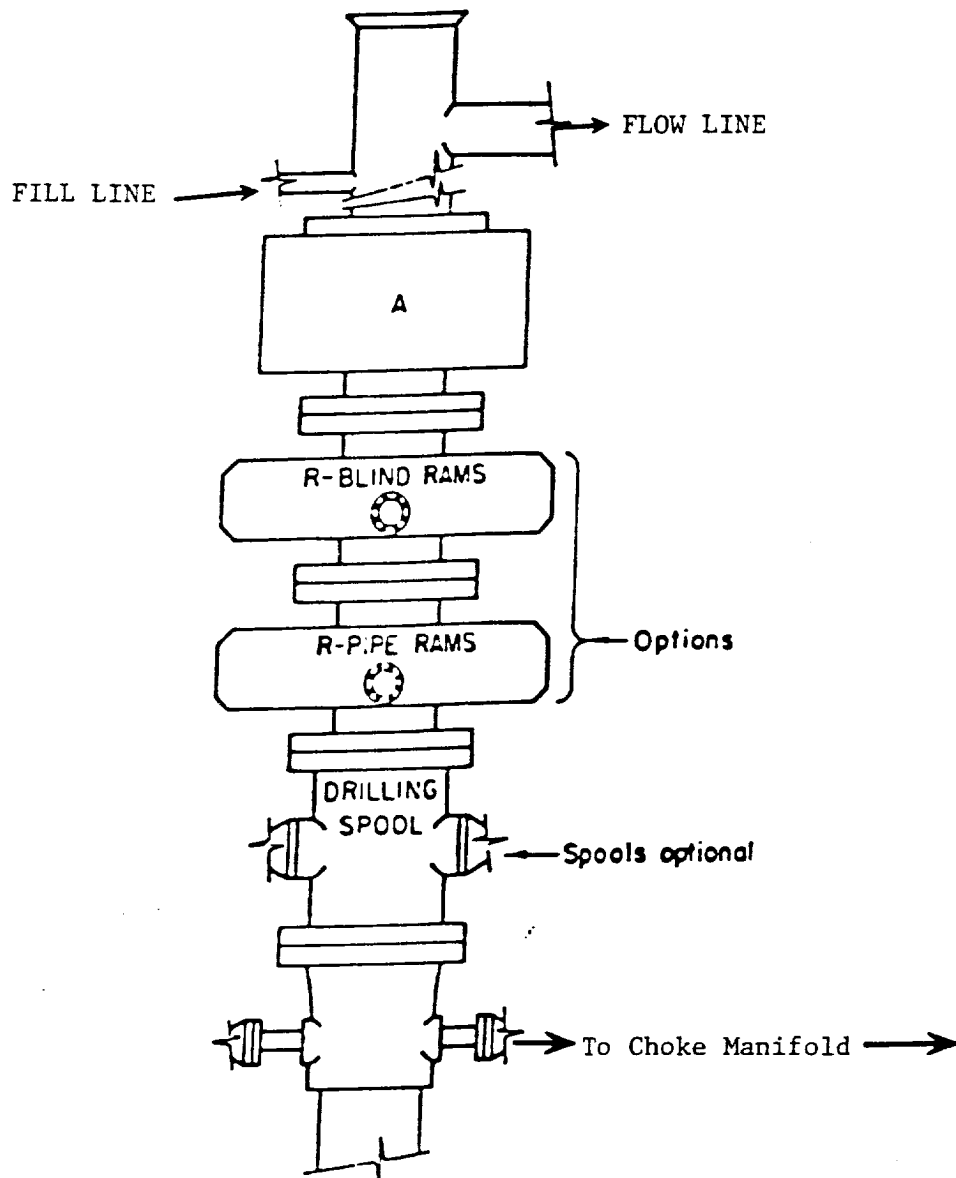 FLOW LINE
FILL LINE
A
R-BLIND RAMS
R-PIPE RAMS
Options
DRILLING
SPOOL
Spools optional
To Choke Manifold